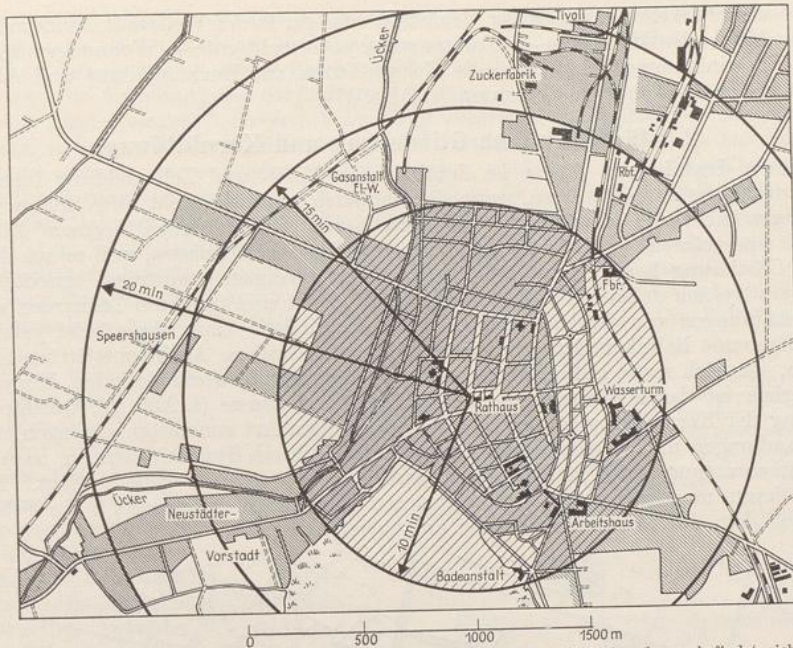 Tivoli
Ücker
Zuckerfabrik
Gasanstalt
El.-W.
Rbf.
15 min
20 min
Fbr.
Speershausen
Wasserturm
Rathaus
Ücker
Neustädter-
Arbeitshaus
10 min
Vorstadt
Badeanstalt
0 500 1000 1500 m